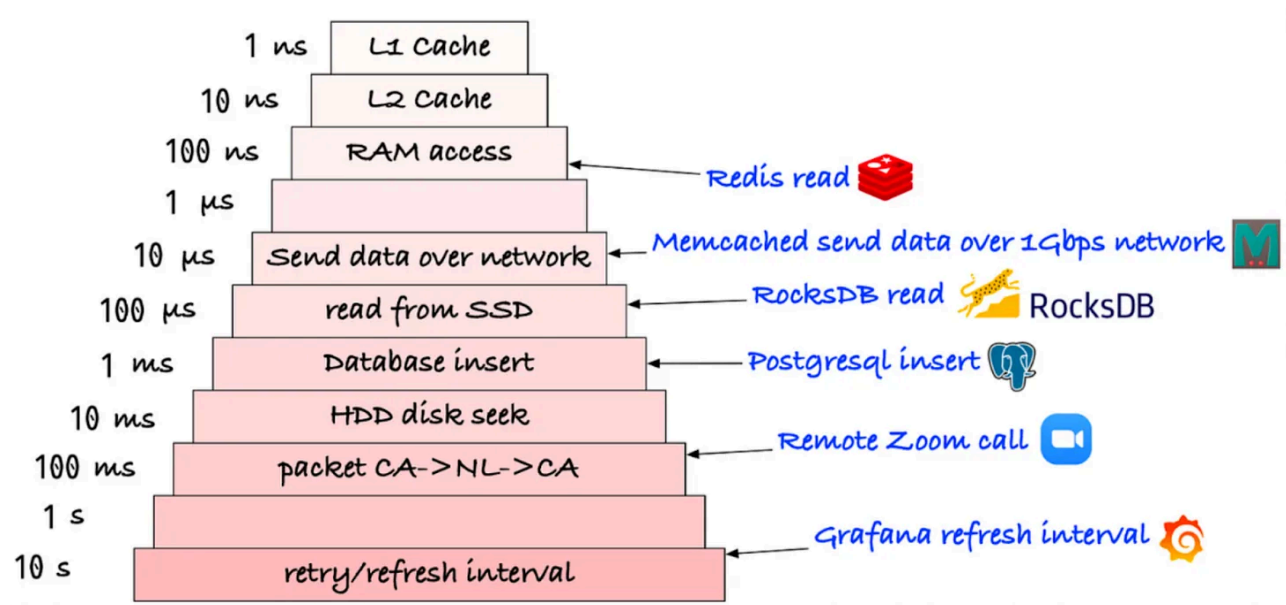 1 ns L1 Cache
10 ns L2 Cache
100 ns RAM access
Redis read
1 µs
10 µs Send data over network
Memcached send data over 1Gbps network M
100 µs read from SSD
RocksDB read RocksDB
1 ms Database insert
Postgresql insert
10 ms HDD disk seek
Remote Zoom call
100 ms packet CA->NL->CA
1 s
Grafana refresh interval
10 s retry/refresh interval